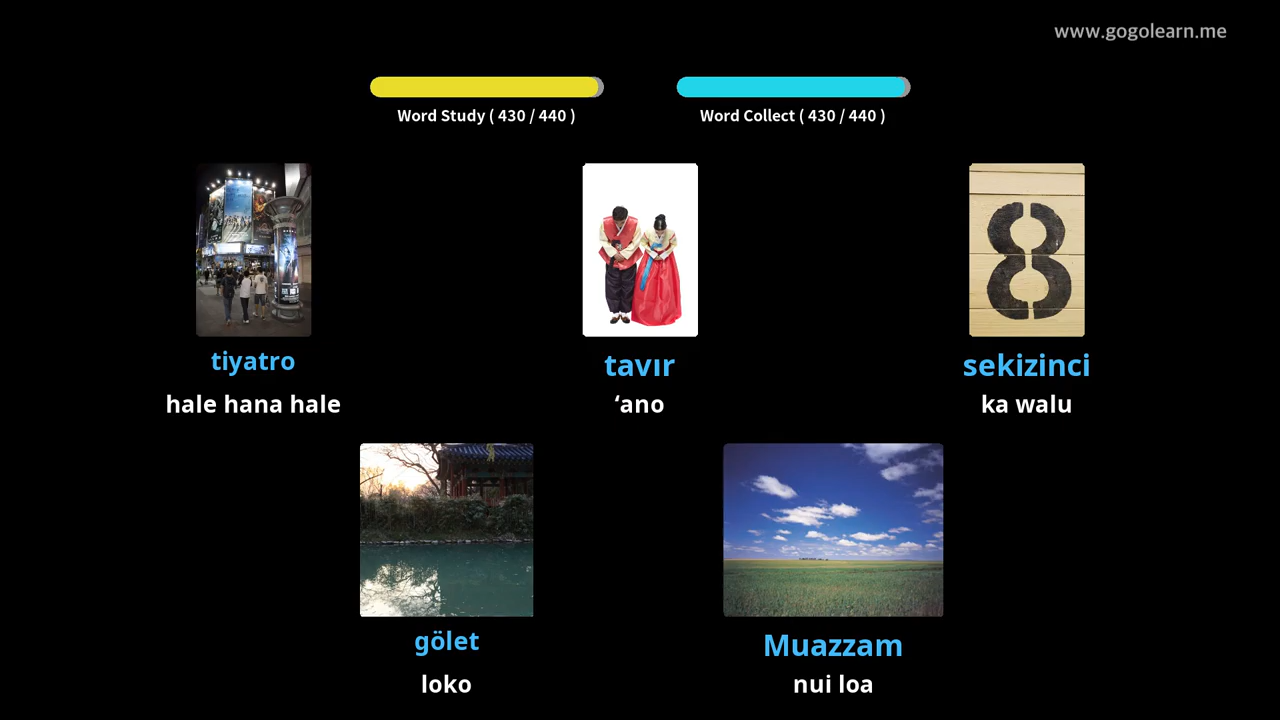 www.gogolearn.me
Word Study ( 430 / 440 )
Word Collect ( 430 / 440 )
8
tiyatro
tavır
sekizinci
hale hana hale
ʻano
ka walu
gölet
Muazzam
loko
nui loa